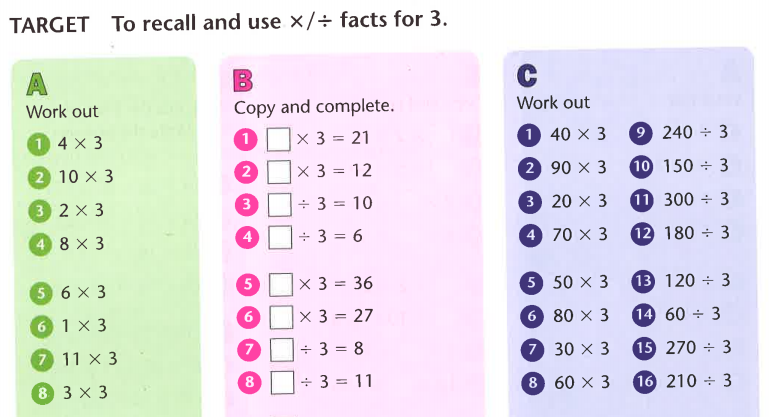 TARGET To recall and use ×/÷ facts for 3.
A
Work out
1 4 × 3
2 10 × 3
3 2 × 3
4 8 × 3
5 6 × 3
6 1 × 3
7 11 × 3
8 3 × 3
B
Copy and complete.
1 □ × 3 = 21
2 □ × 3 = 12
3 □ ÷ 3 = 10
4 □ ÷ 3 = 6
5 □ × 3 = 36
6 □ × 3 = 27
7 □ ÷ 3 = 8
8 □ ÷ 3 = 11
C
Work out
1 40 × 3
2 90 × 3
3 20 × 3
4 70 × 3
5 50 × 3
6 80 × 3
7 30 × 3
8 60 × 3
9 240 ÷ 3
10 150 ÷ 3
11 300 ÷ 3
12 180 ÷ 3
13 120 ÷ 3
14 60 ÷ 3
15 270 ÷ 3
16 210 ÷ 3